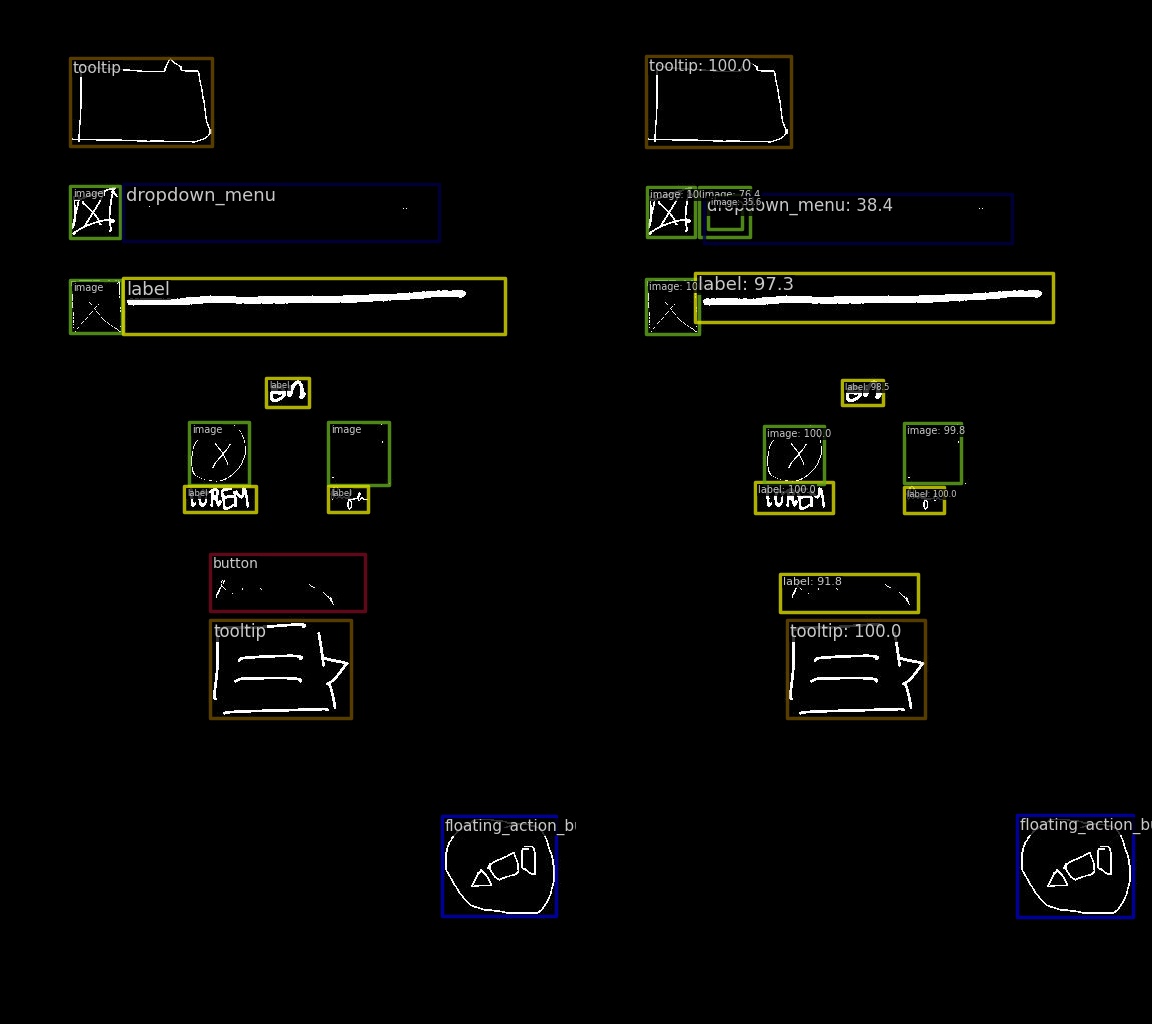 tooltip
tooltip: 100.0
image
dropdown_menu
image: 76.4
image: 35.6
dropdown_menu: 38.4
image
label
image: 10
label: 97.3
label
label: 98.5
image
image
image: 100.0
image: 99.8
label
LOREM
label
label: 100.0
LOREM
label: 100.0
button
label: 91.8
tooltip
tooltip: 100.0
floating_action_bu
floating_action_bu